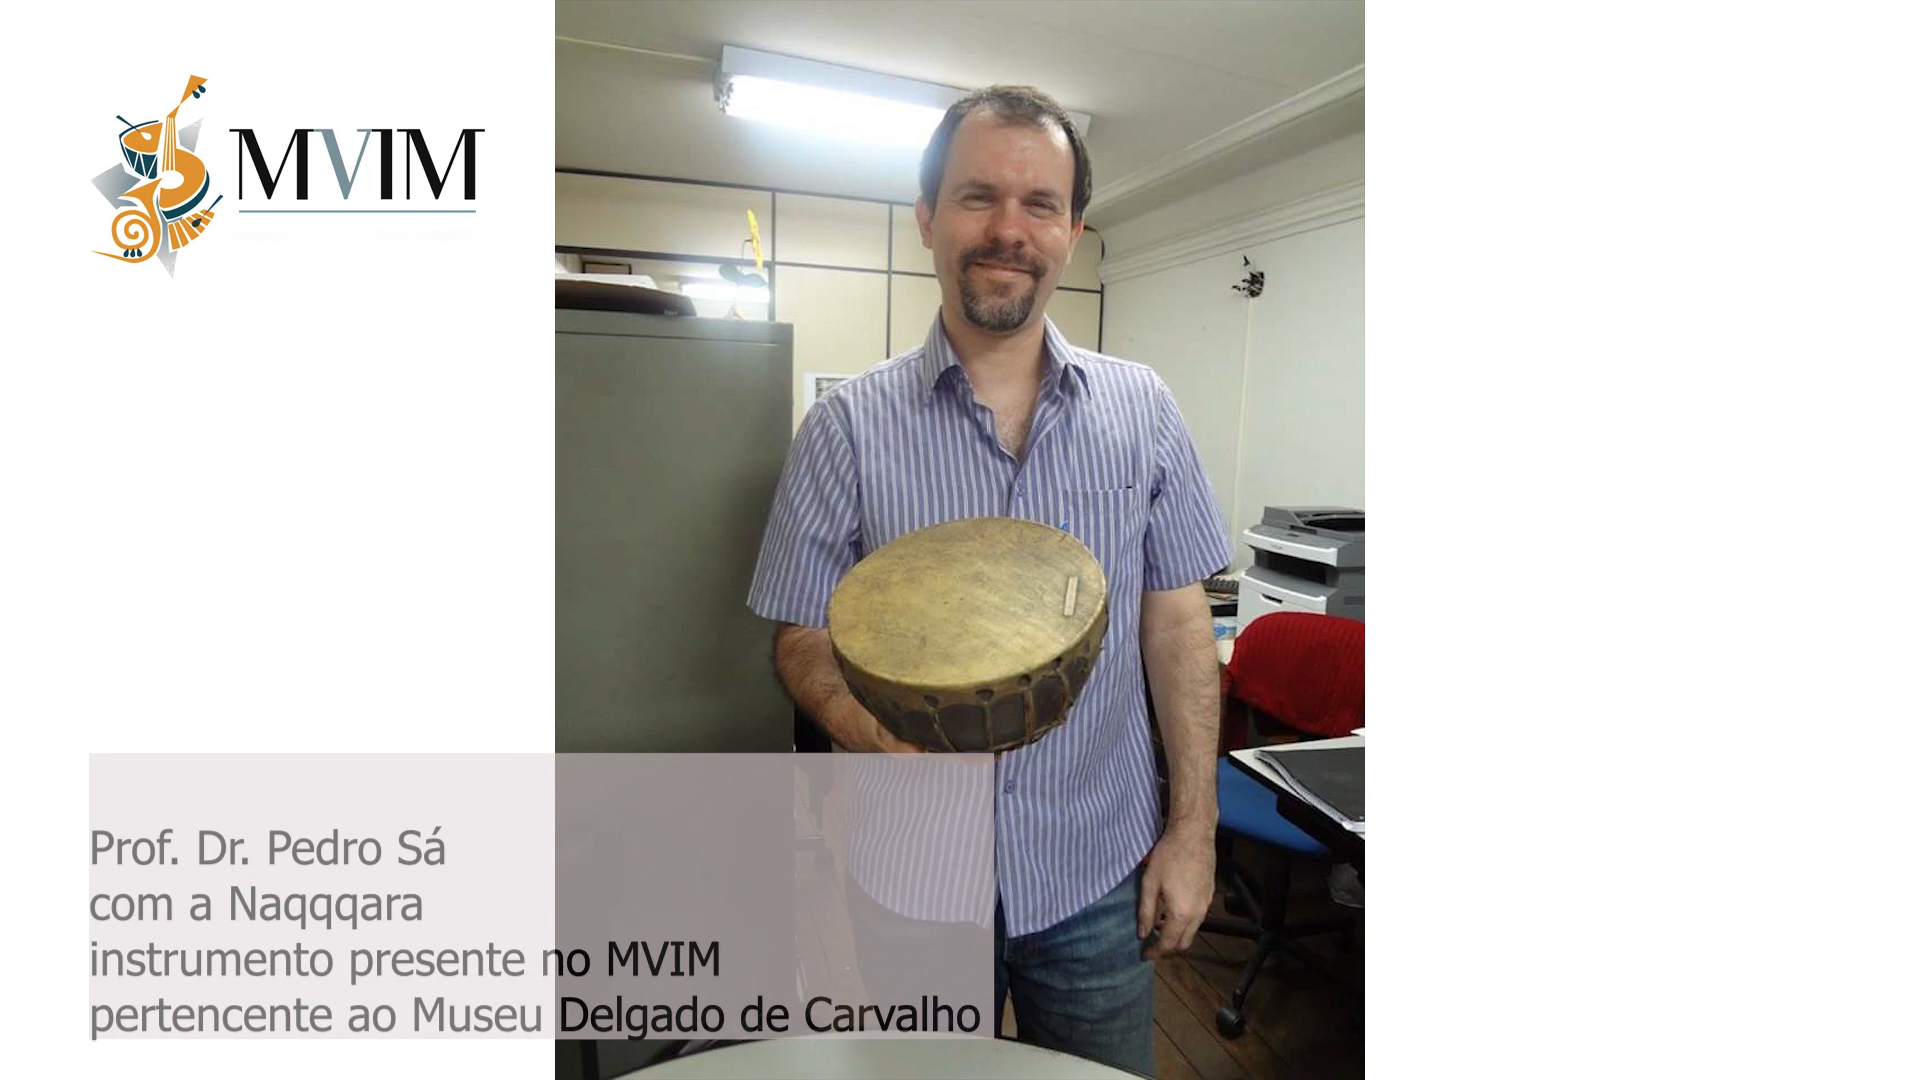 MVIM
Prof. Dr. Pedro Sá
com a Naqqqara
instrumento presente no MVIM
pertencente ao Museu Delgado de Carvalho